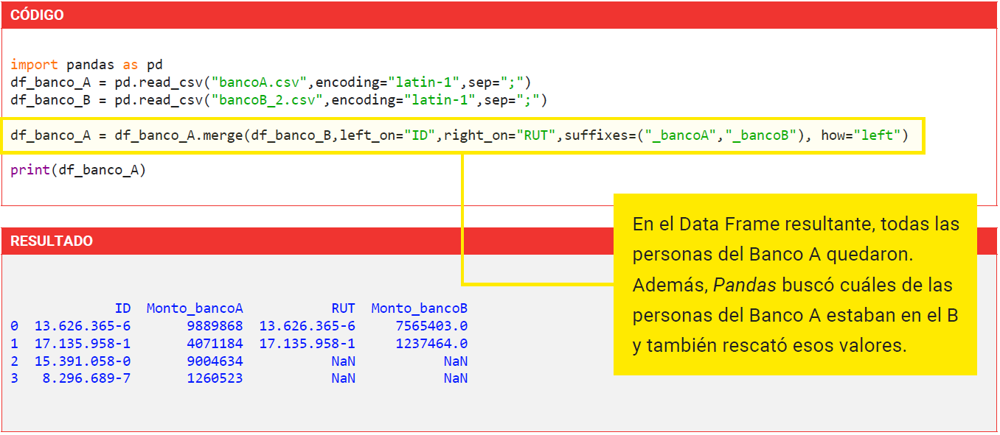 CÓDIGO
import pandas as pd
df_banco_A = pd.read_csv("bancoA.csv",encoding="latin-1",sep=";")
df_banco_B = pd.read_csv("bancoB_2.csv",encoding="latin-1",sep=";")
df_banco_A = df_banco_A.merge(df_banco_B,left_on="ID",right_on="RUT",suffixes=("_bancoA","_bancoB"), how="left")
print(df_banco_A)
En el Data Frame resultante, todas las
personas del Banco A quedaron.
Además, Pandas buscó cuáles de las
personas del Banco A estaban en el B
y también rescató esos valores.
RESULTADO
ID Monto_bancoA RUT Monto_bancoB
0 13.626.365-6 9889868 13.626.365-6 7565403.0
1 17.135.958-1 4071184 17.135.958-1 1237464.0
2 15.391.058-0 9004634 NaN NaN
3 8.296.689-7 1260523 NaN NaN